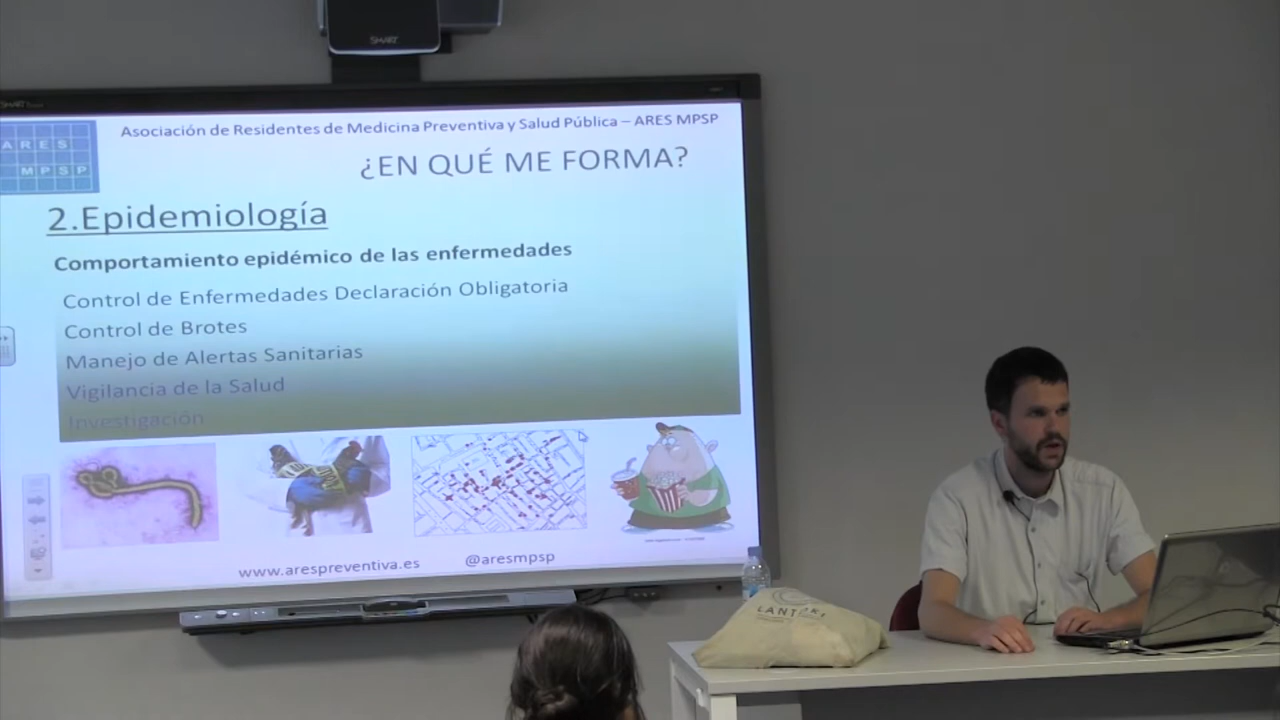 SMART
SMART
Asociación de Residentes de Medicina Preventiva y Salud Pública – ARES MPSP
ARES
MPSP
¿EN QUÉ ME FORMA?
2.Epidemiología
Comportamiento epidémico de las enfermedades
Control de Enfermedades Declaración Obligatoria
Control de Brotes
Manejo de Alertas Sanitarias
Vigilancia de la Salud
Investigación
www.arespreventiva.es
@aresmpsp